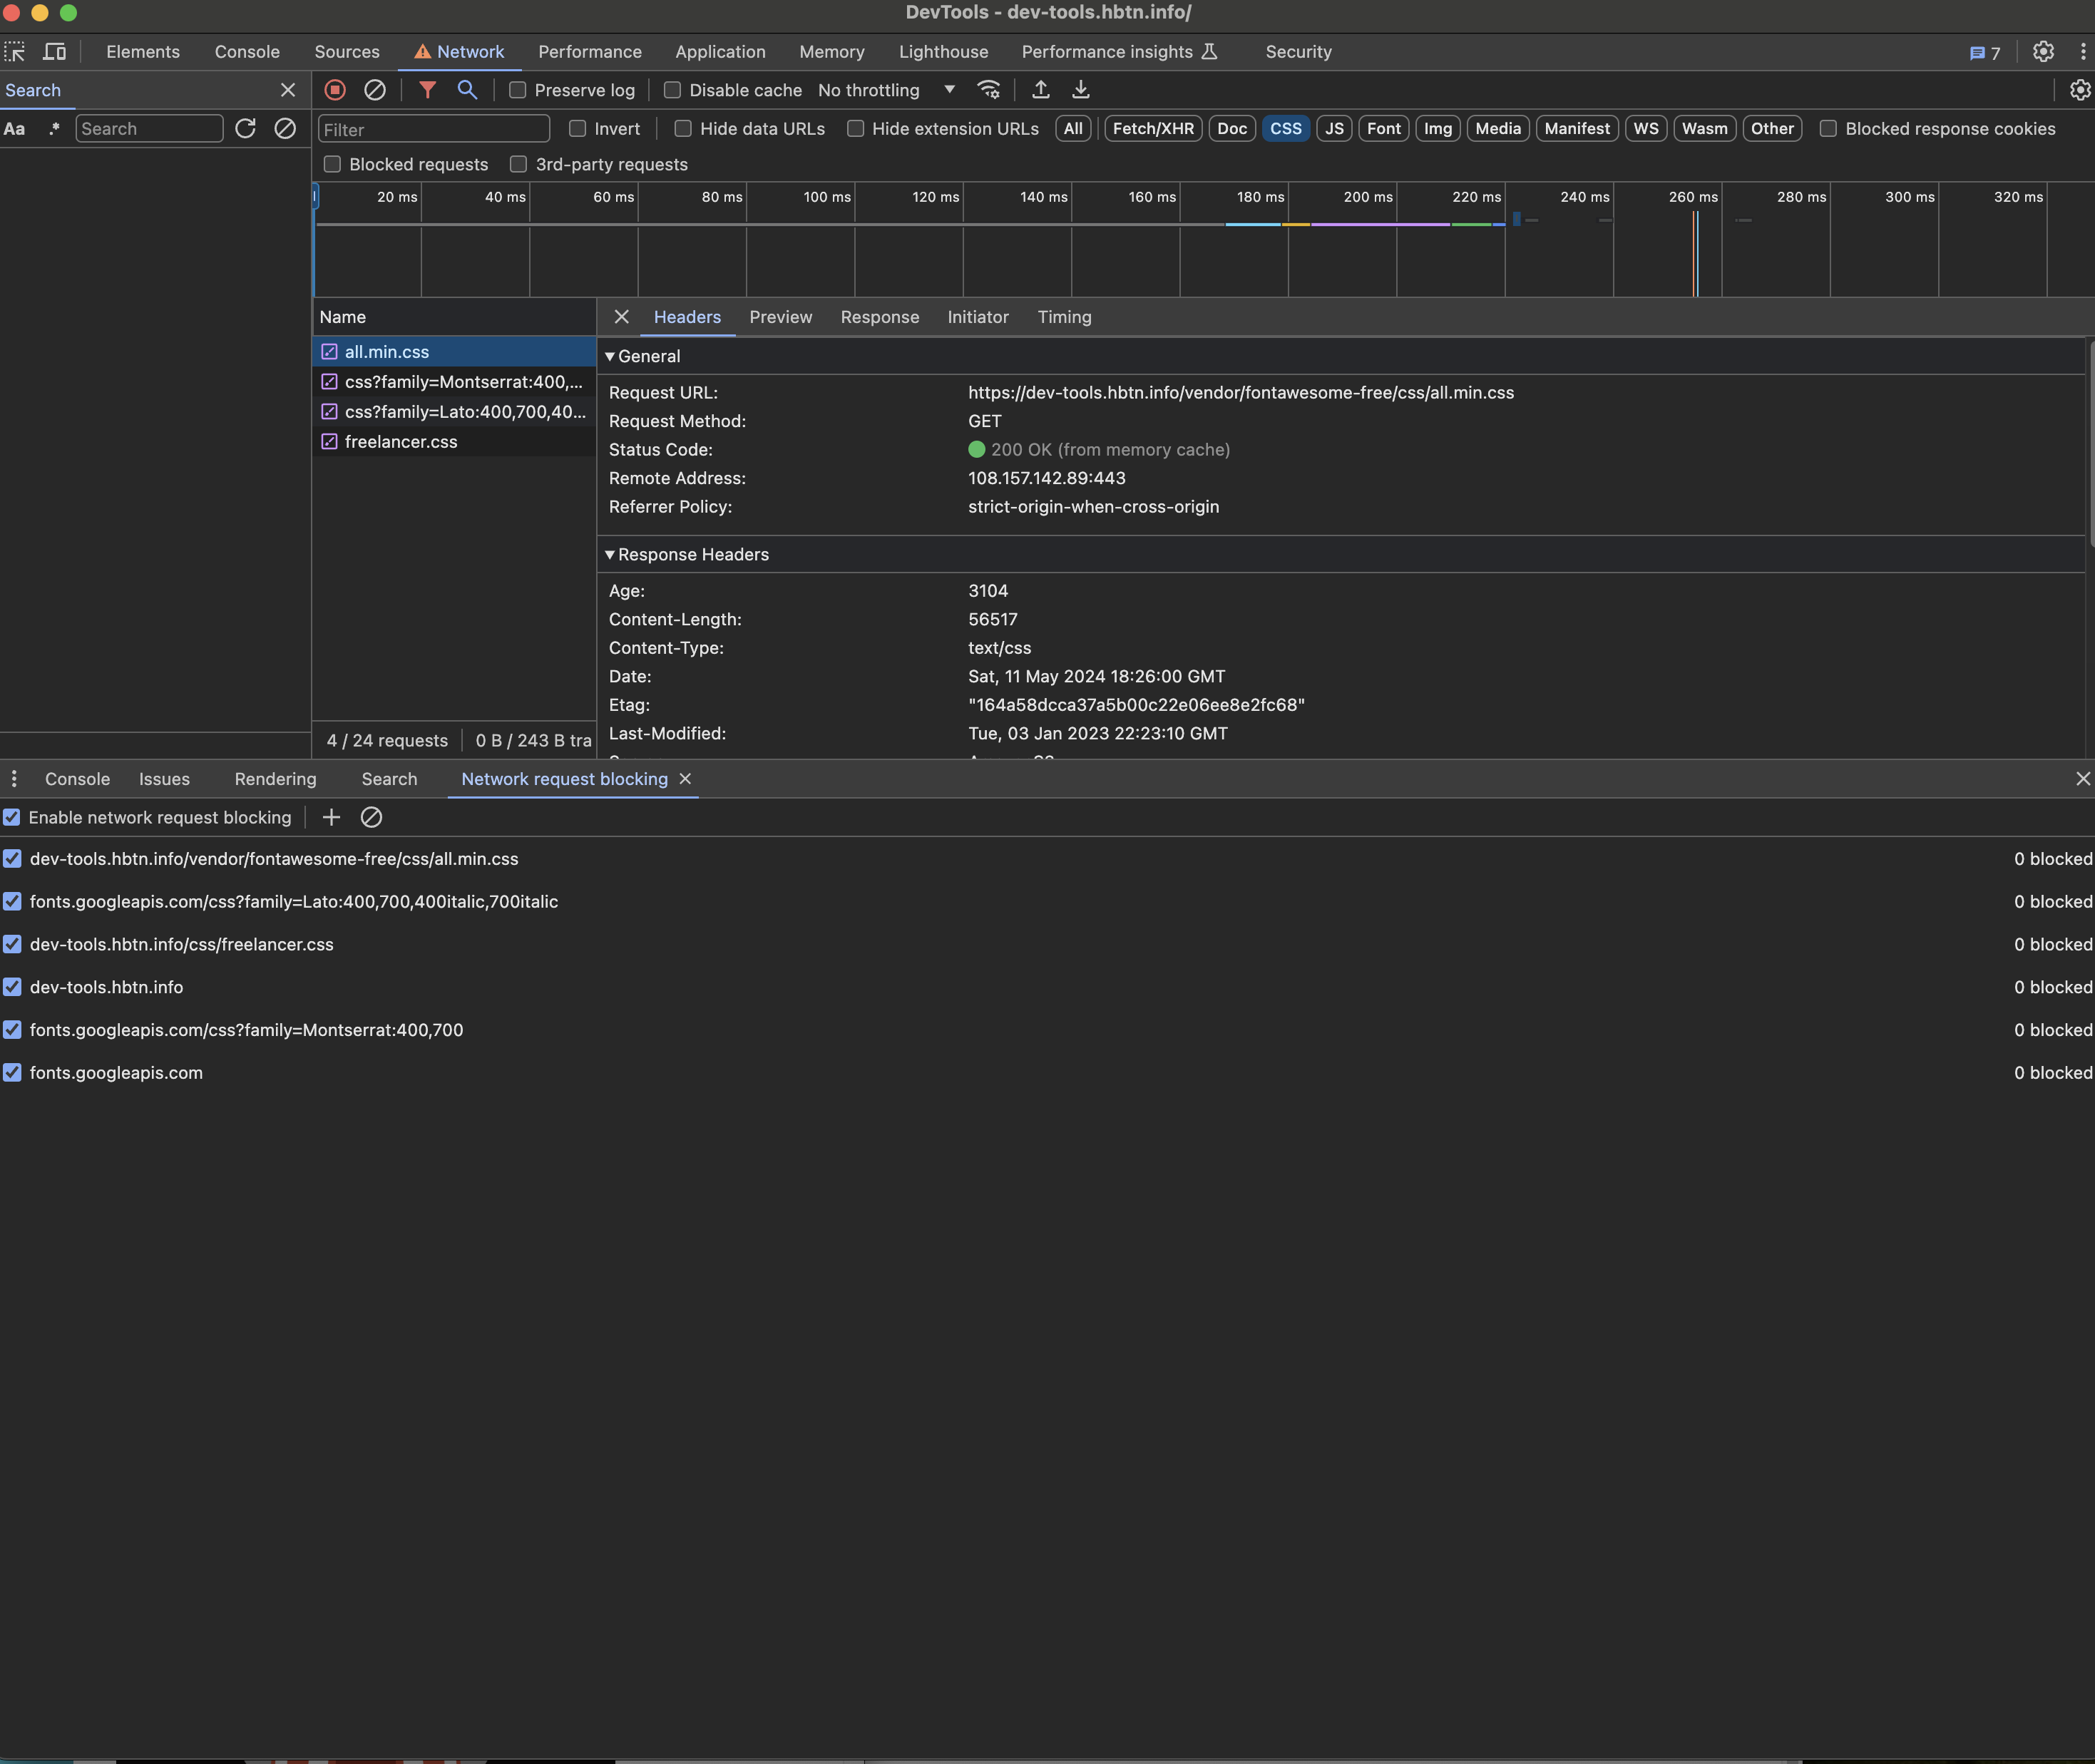 DevTools - dev-tools.hbtn.info/
Elements Console Sources Network Performance Application Memory Lighthouse Performance insights Security 7
Search
Preserve log Disable cache No throttling
Aa .* Search
Filter Invert Hide data URLs Hide extension URLs All Fetch/XHR Doc CSS JS Font Img Media Manifest WS Wasm Other Blocked response cookies
Blocked requests 3rd-party requests
20 ms 40 ms 60 ms 80 ms 100 ms 120 ms 140 ms 160 ms 180 ms 200 ms 220 ms 240 ms 260 ms 280 ms 300 ms 320 ms
Name
all.min.css
css?family=Montserrat:400,...
css?family=Lato:400,700,40...
freelancer.css
4 / 24 requests 0 B / 243 B tra
Headers Preview Response Initiator Timing
General
Request URL: https://dev-tools.hbtn.info/vendor/fontawesome-free/css/all.min.css
Request Method: GET
Status Code: 200 OK (from memory cache)
Remote Address: 108.157.142.89:443
Referrer Policy: strict-origin-when-cross-origin
Response Headers
Age: 3104
Content-Length: 56517
Content-Type: text/css
Date: Sat, 11 May 2024 18:26:00 GMT
Etag: "164a58dcca37a5b00c22e06ee8e2fc68"
Last-Modified: Tue, 03 Jan 2023 22:23:10 GMT
Console Issues Rendering Search Network request blocking
Enable network request blocking
dev-tools.hbtn.info/vendor/fontawesome-free/css/all.min.css 0 blocked
fonts.googleapis.com/css?family=Lato:400,700,400italic,700italic 0 blocked
dev-tools.hbtn.info/css/freelancer.css 0 blocked
dev-tools.hbtn.info 0 blocked
fonts.googleapis.com/css?family=Montserrat:400,700 0 blocked
fonts.googleapis.com 0 blocked